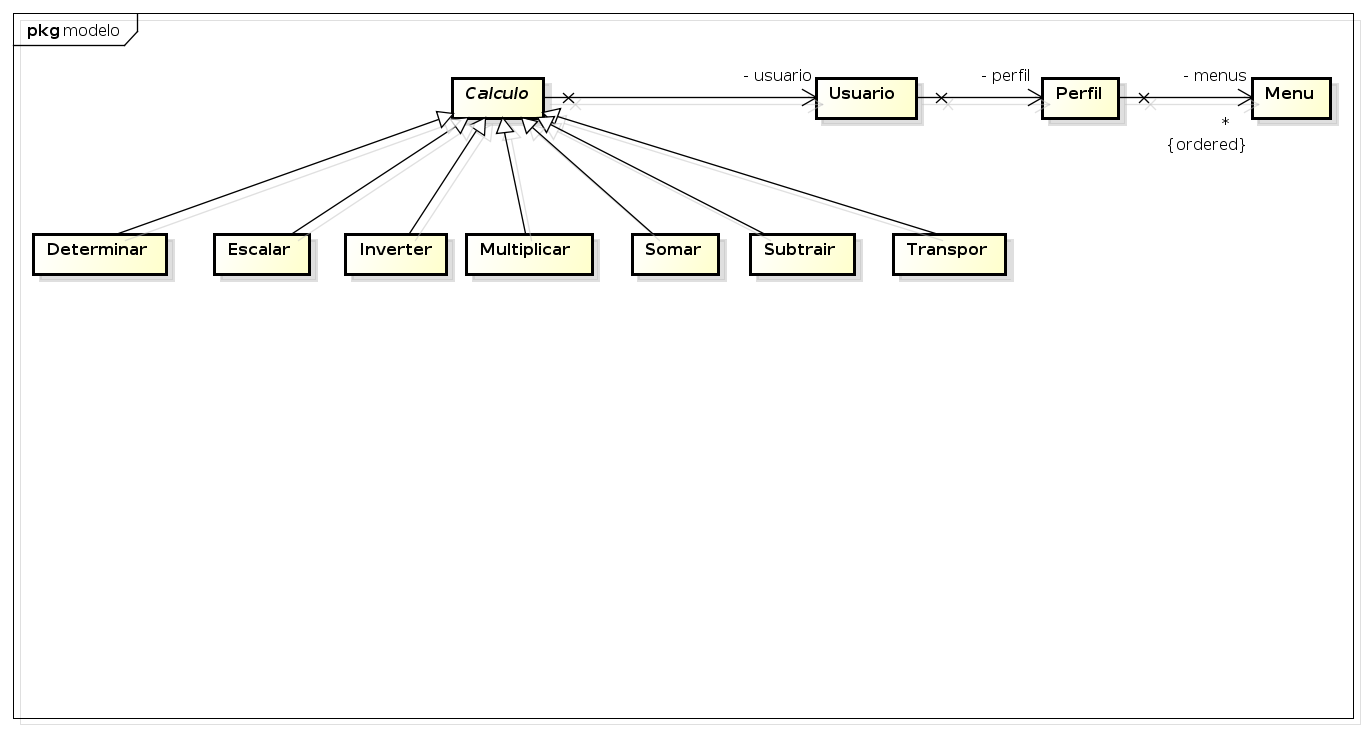 pkg modelo
- usuario
- perfil
- menus
Calculo
Usuario
Perfil
Menu
*
{ordered}
Determinar
Escalar
Inverter
Multiplicar
Somar
Subtrair
Transpor